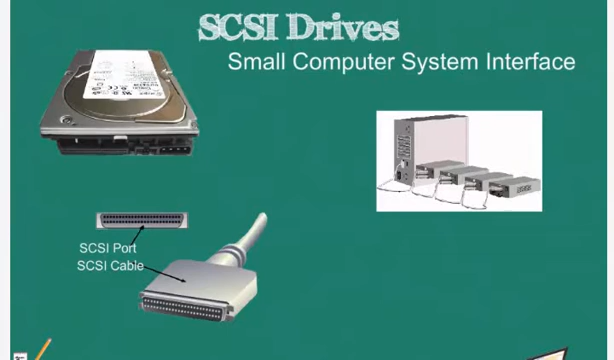 SCSI Drives
Small Computer System Interface
SCSI Port
SCSI Cable